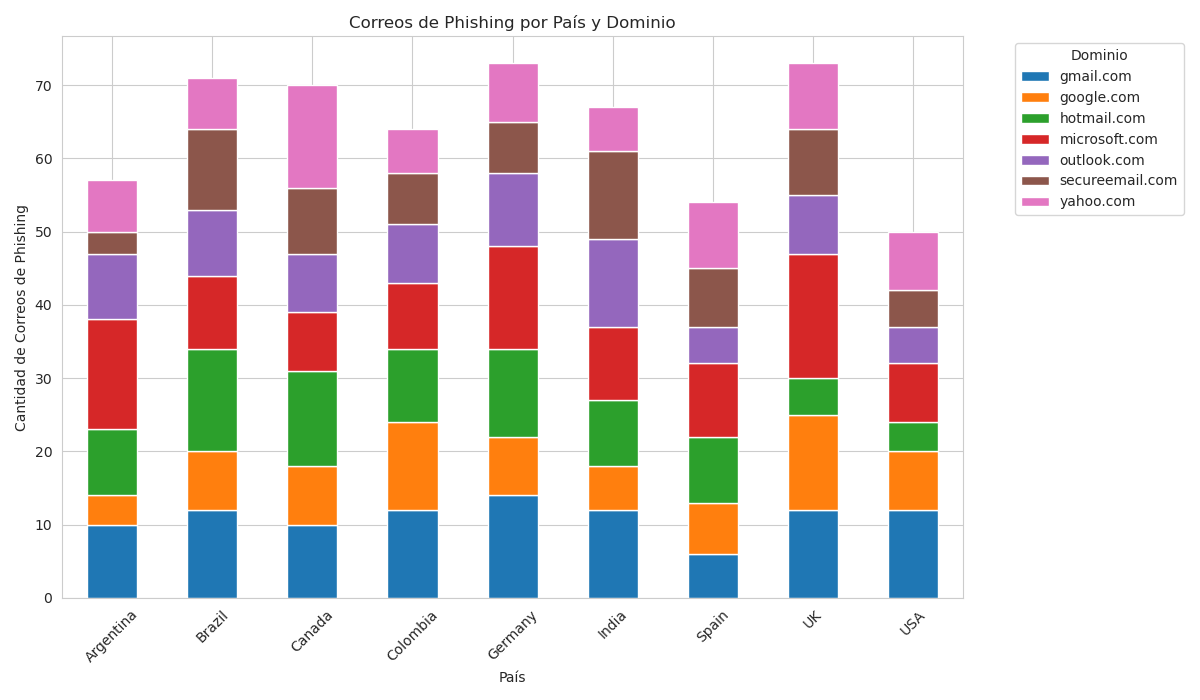 Correos de Phishing por País y Dominio
Cantidad de Correos de Phishing
70
60
50
40
30
20
10
0
Argentina
Brazil
Canada
Colombia
Germany
India
Spain
UK
USA
País
Dominio
gmail.com
google.com
hotmail.com
microsoft.com
outlook.com
secureemail.com
yahoo.com